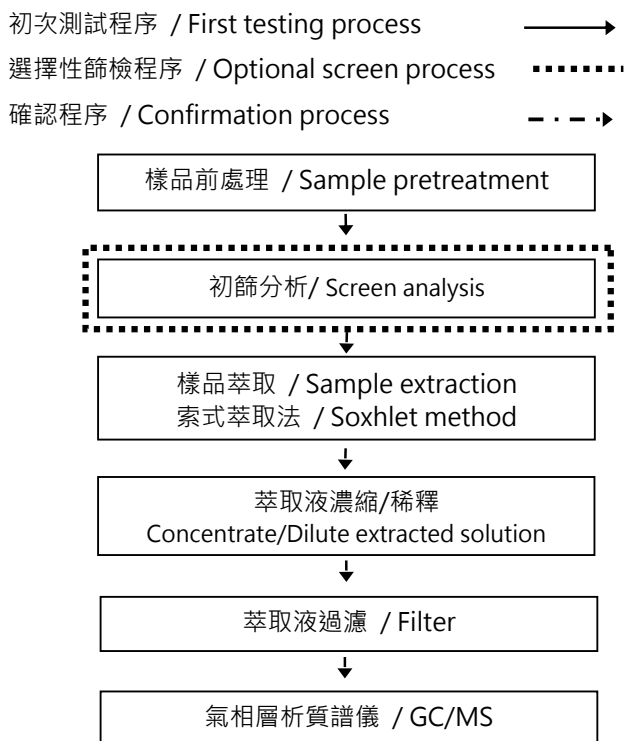 初次測試程序 / First testing process
選擇性篩檢程序 / Optional screen process
確認程序 / Confirmation process
樣品前處理 / Sample pretreatment
初篩分析/ Screen analysis
樣品萃取 / Sample extraction
索式萃取法 / Soxhlet method
萃取液濃縮/稀釋
Concentrate/Dilute extracted solution
萃取液過濾 / Filter
氣相層析質譜儀 / GC/MS